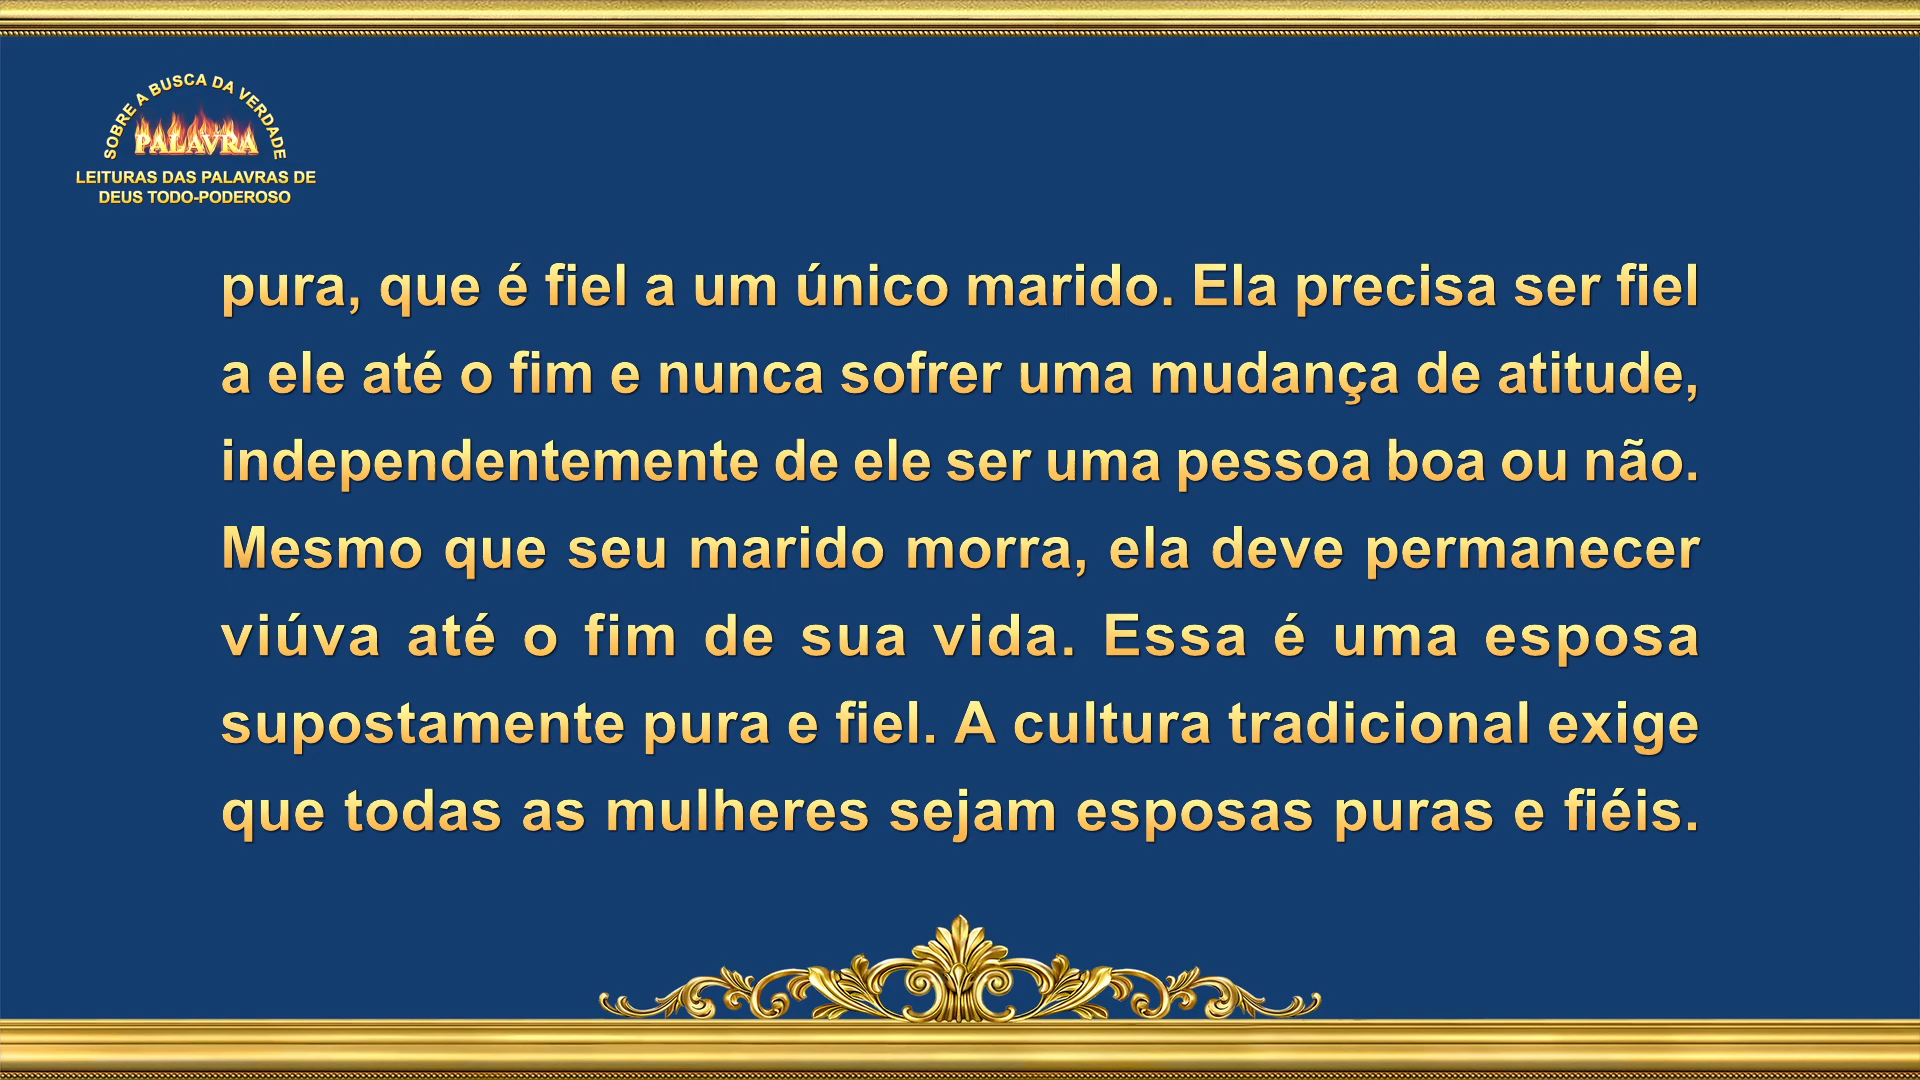 SOBRE A BUSCA DA VERDADE
PALAVRA
LEITURAS DAS PALAVRAS DE
DEUS TODO-PODEROSO
pura, que é fiel a um único marido. Ela precisa ser fiel
a ele até o fim e nunca sofrer uma mudança de atitude,
independentemente de ele ser uma pessoa boa ou não.
Mesmo que seu marido morra, ela deve permanecer
viúva até o fim de sua vida. Essa é uma esposa
supostamente pura e fiel. A cultura tradicional exige
que todas as mulheres sejam esposas puras e fiéis.